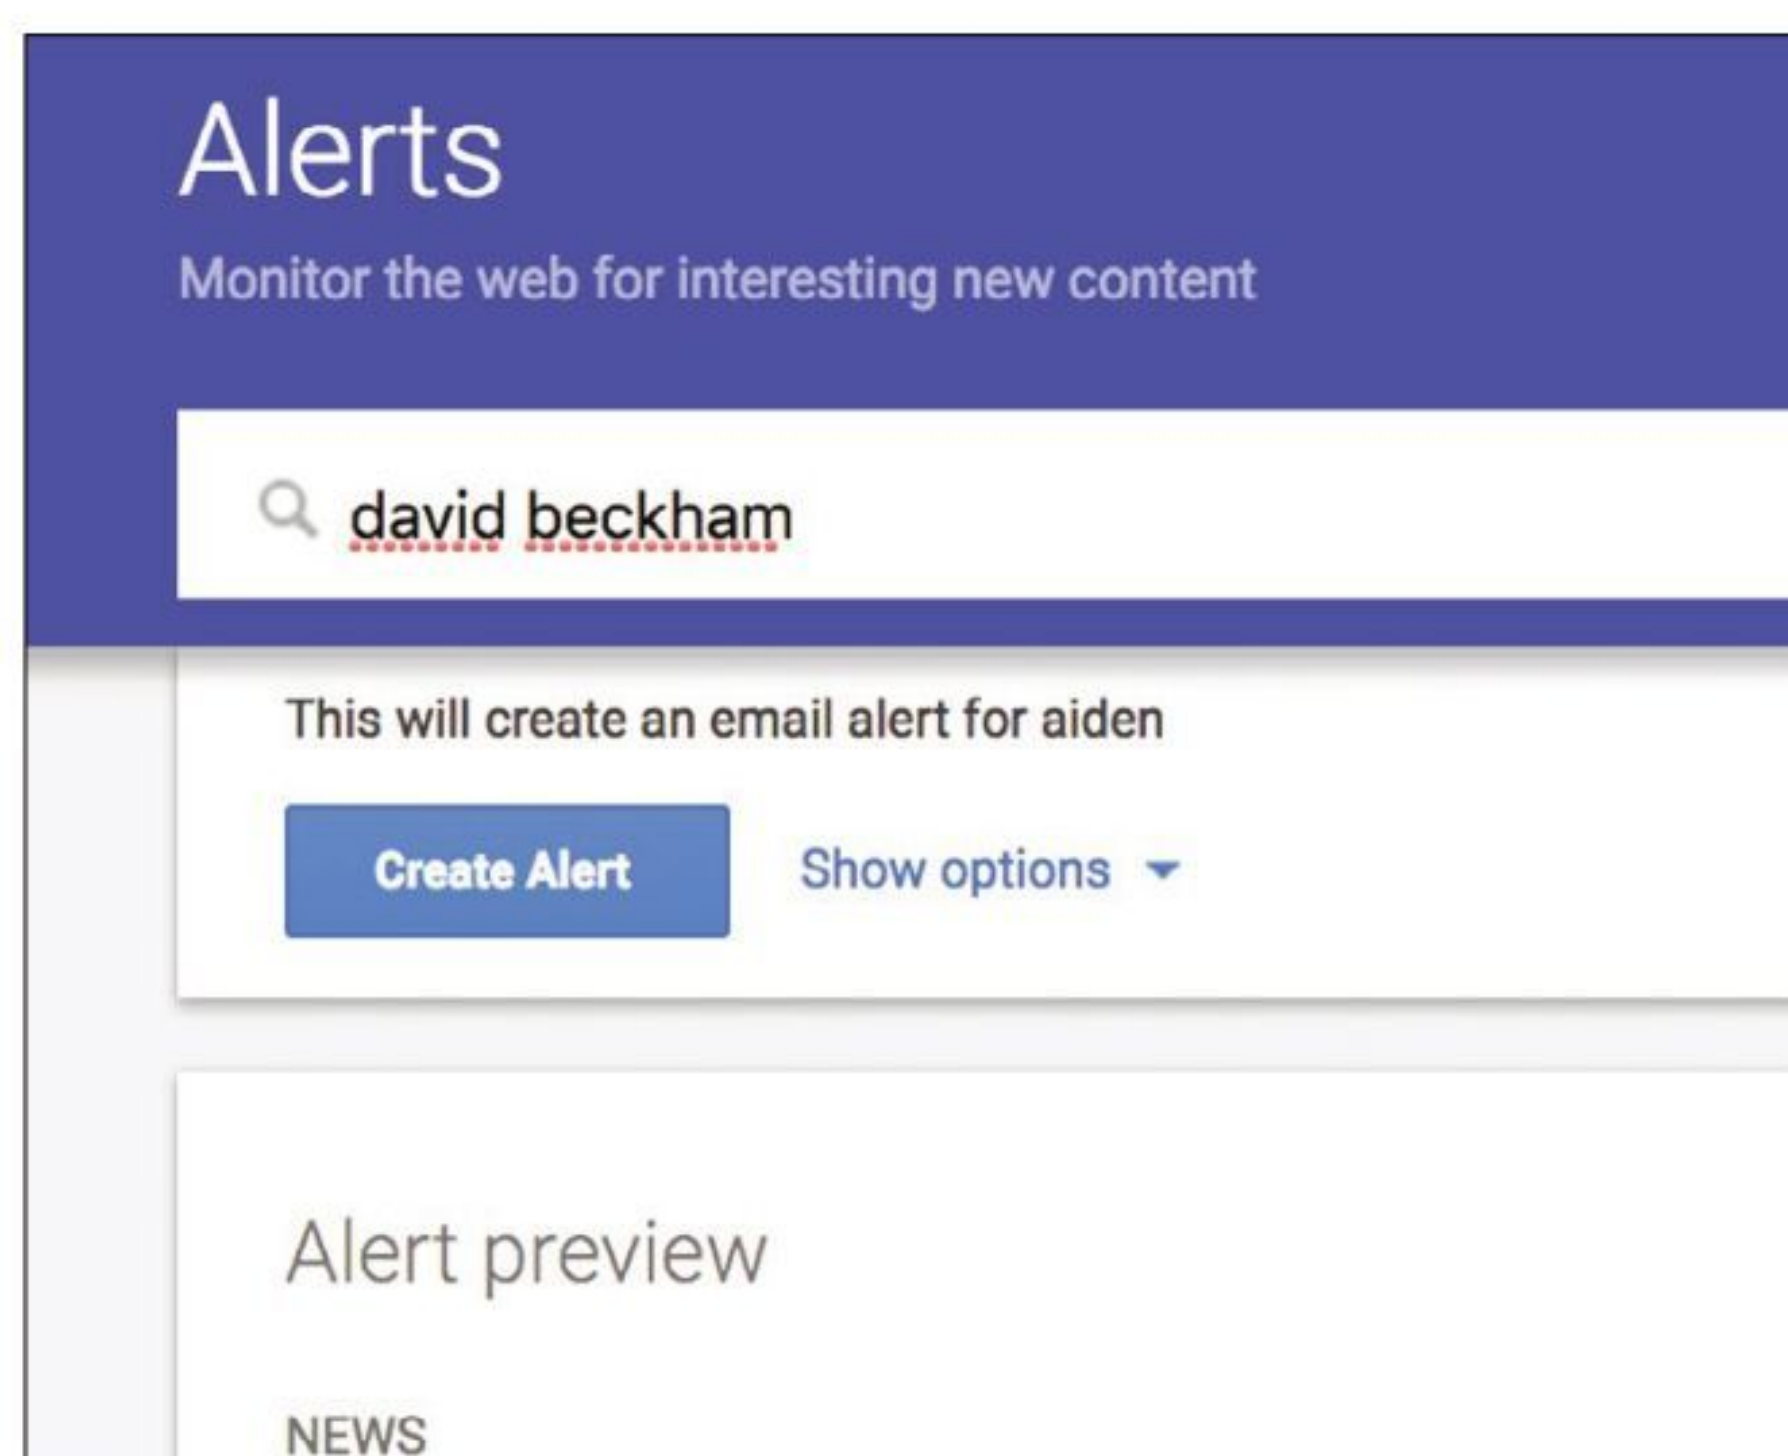 Alerts
Monitor the web for interesting new content
david beckham
This will create an email alert for aiden
Create Alert
Show options
Alert preview
NEWS